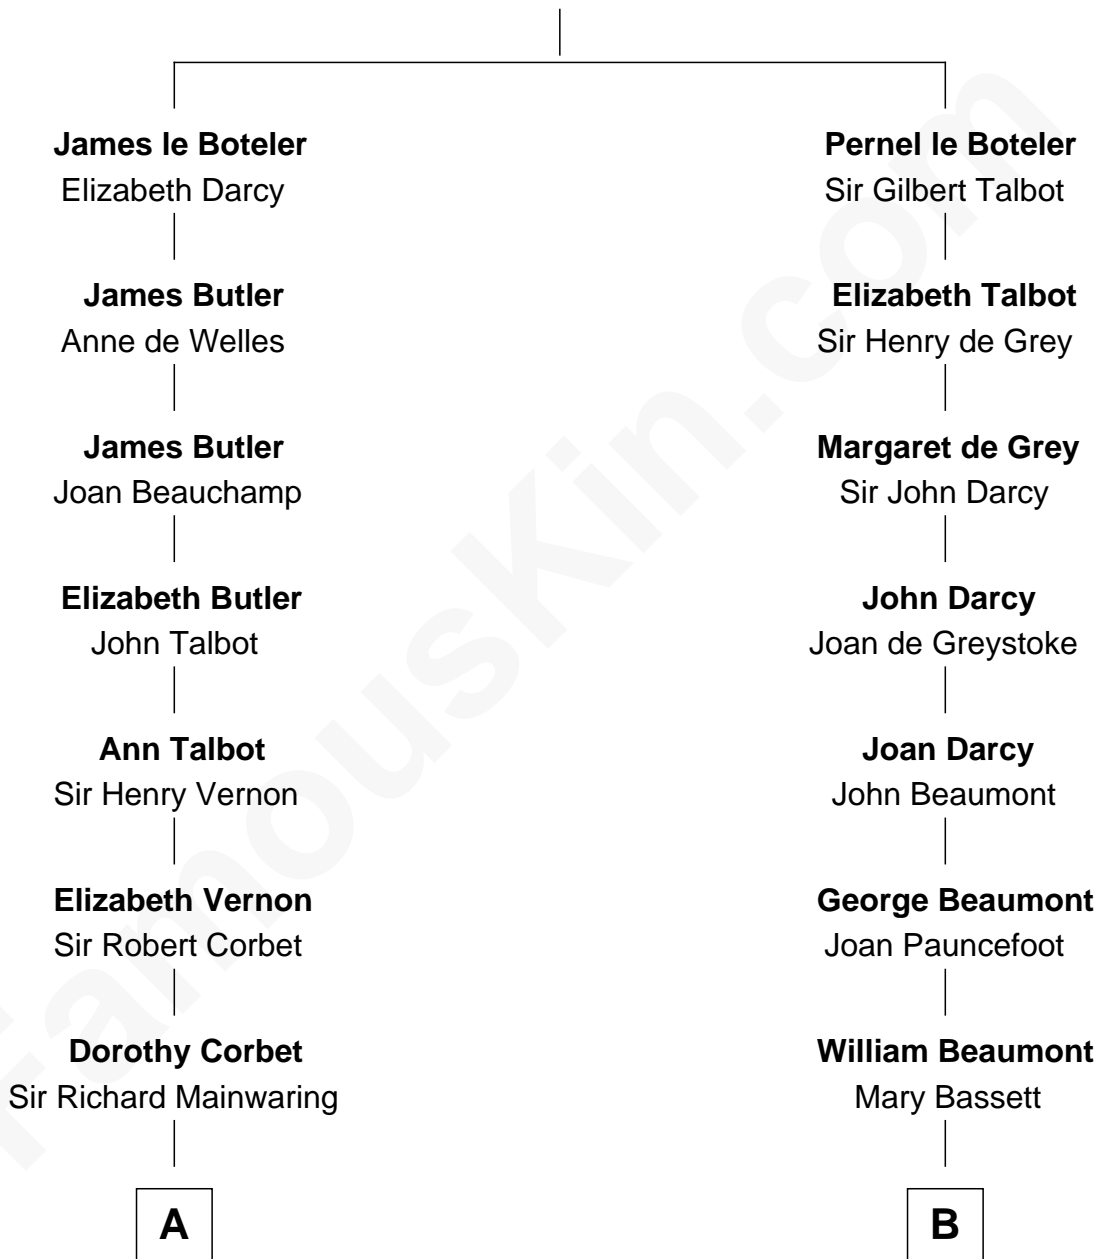 James le Boteler
Elizabeth Darcy
James Butler
Anne de Welles
James Butler
Joan Beauchamp
Elizabeth Butler
John Talbot
Ann Talbot
Sir Henry Vernon
Elizabeth Vernon
Sir Robert Corbet
Dorothy Corbet
Sir Richard Mainwaring
A
Pernel le Boteler
Sir Gilbert Talbot
Elizabeth Talbot
Sir Henry de Grey
Margaret de Grey
Sir John Darcy
John Darcy
Joan de Greystoke
Joan Darcy
John Beaumont
George Beaumont
Joan Pauncefoot
William Beaumont
Mary Bassett
B
FamousKin.com